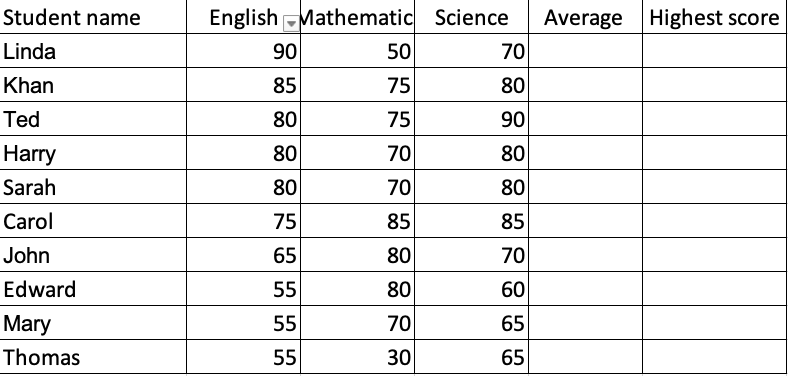 Student name English Mathematic Science Average Highest score
Linda 90 50 70
Khan 85 75 80
Ted 80 75 90
Harry 80 70 80
Sarah 80 70 80
Carol 75 85 85
John 65 80 70
Edward 55 80 60
Mary 55 70 65
Thomas 55 30 65